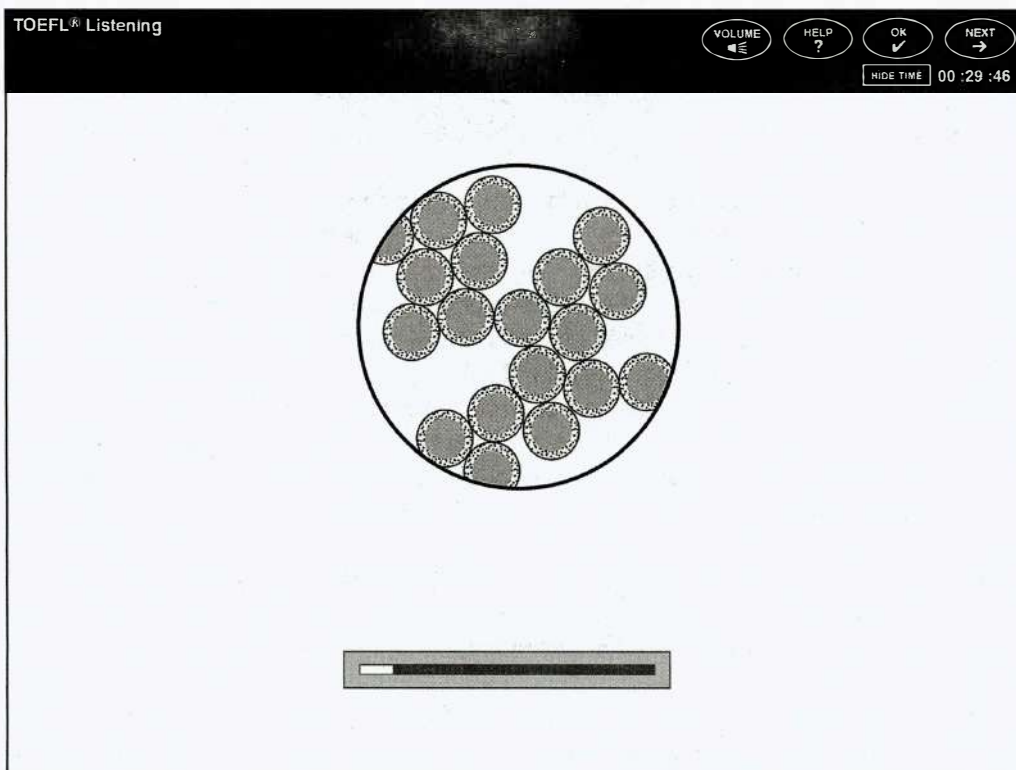 TOEFL® Listening
VOLUME
HELP
?
OK
NEXT
HIDE TIME 00 :29 :46